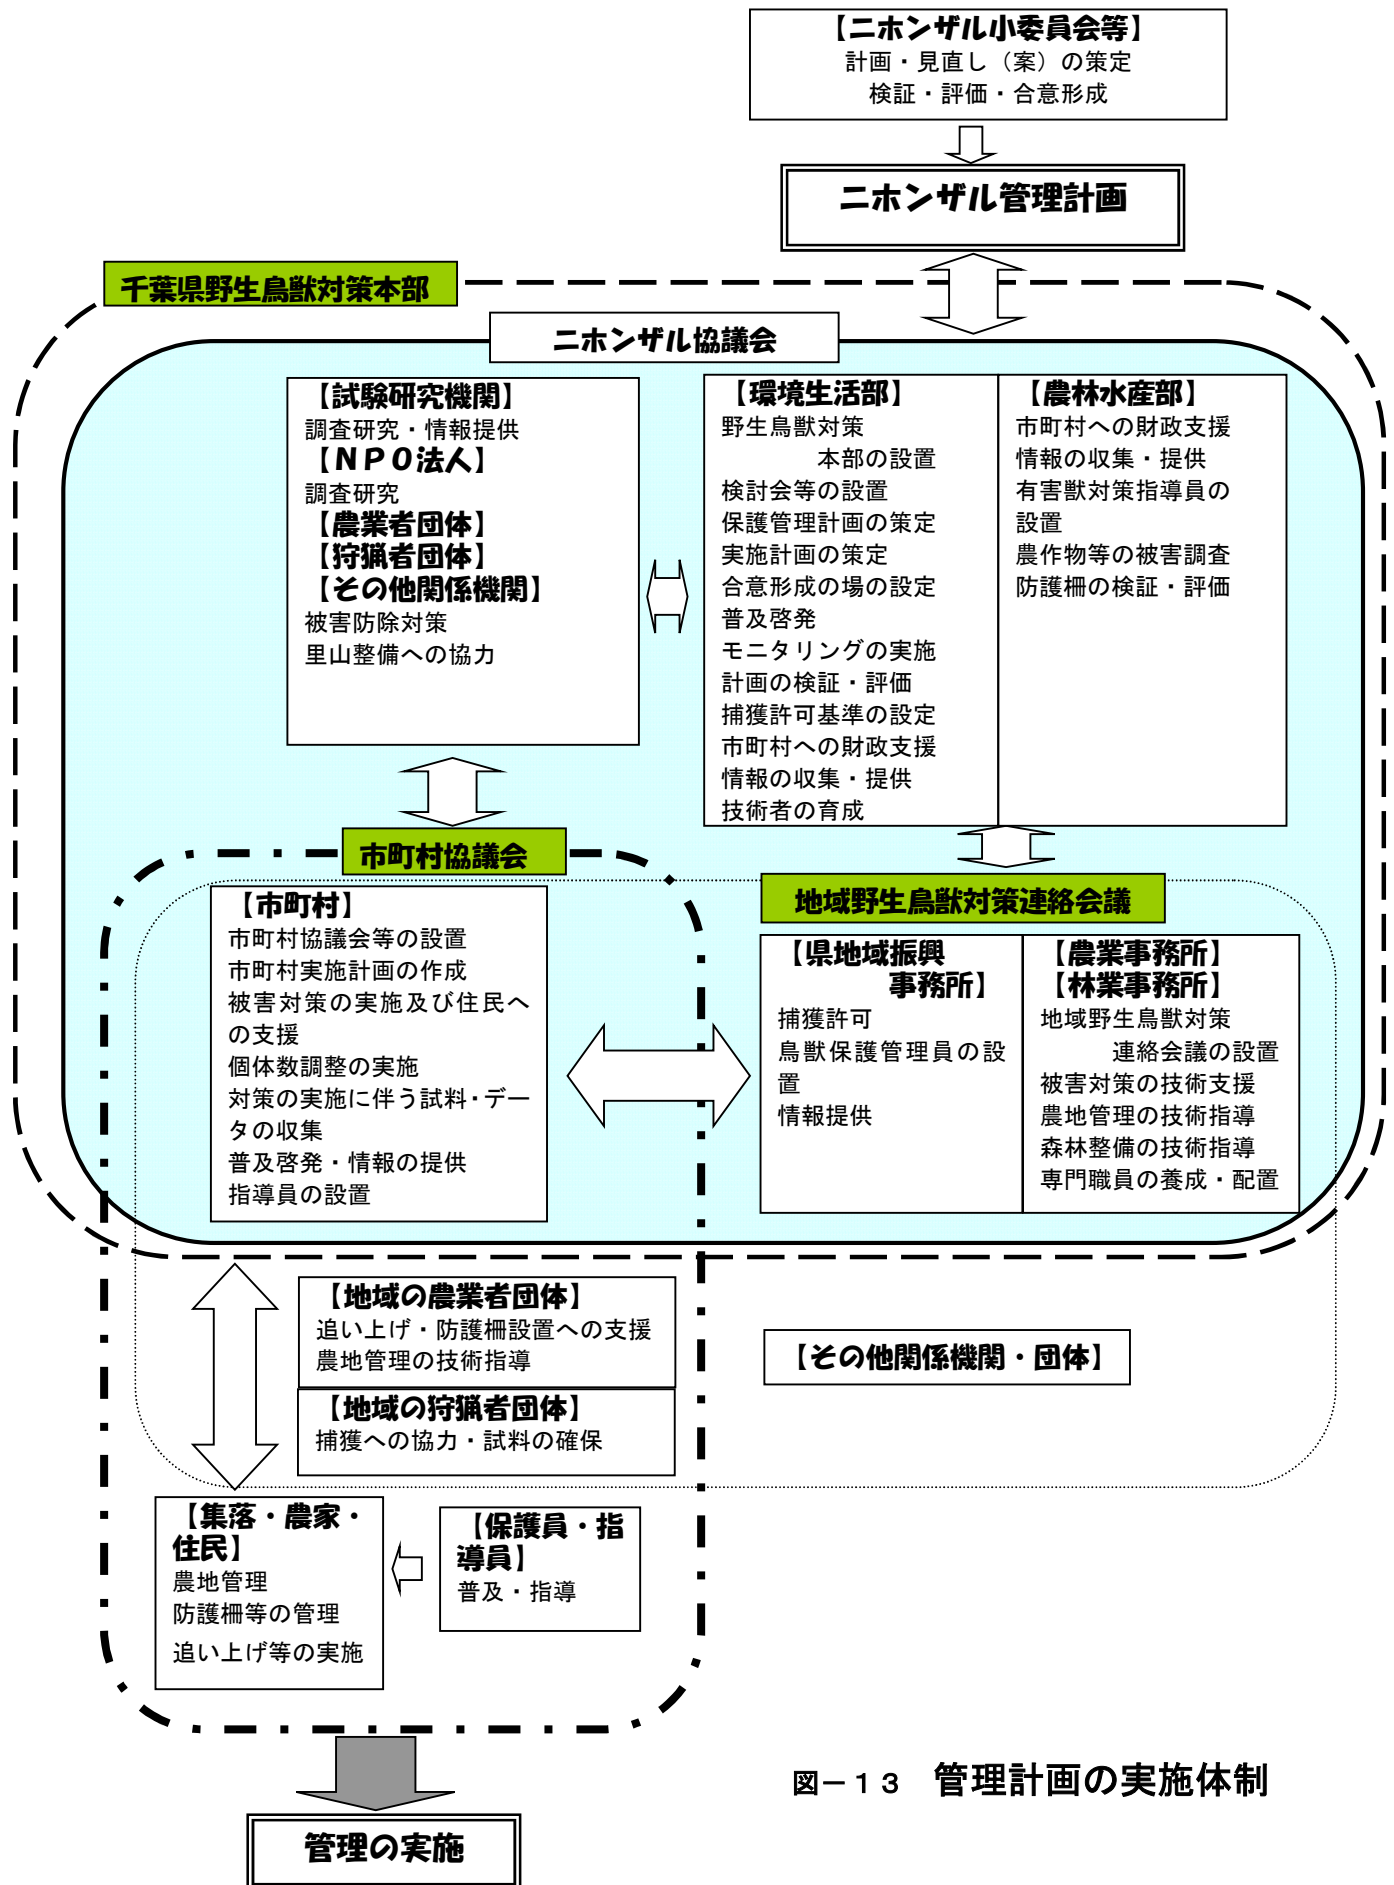 【ニホンザル小委員会等】
計画・見直し（案）の策定
検証・評価・合意形成
ニホンザル管理計画
千葉県野生鳥獣対策本部
ニホンザル協議会
【試験研究機関】
調査研究・情報提供
【ＮＰＯ法人】
調査研究
【農業者団体】
【狩猟者団体】
【その他関係機関】
被害防除対策
里山整備への協力
【環境生活部】
野生鳥獣対策
本部の設置
検討会等の設置
保護管理計画の策定
実施計画の策定
合意形成の場の設定
普及啓発
モニタリングの実施
計画の検証・評価
捕獲許可基準の設定
市町村への財政支援
情報の収集・提供
技術者の育成
【農林水産部】
市町村への財政支援
情報の収集・提供
有害獣対策指導員の
設置
農作物等の被害調査
防護柵の検証・評価
市町村協議会
【市町村】
市町村協議会等の設置
市町村実施計画の作成
被害対策の実施及び住民へ
の支援
個体数調整の実施
対策の実施に伴う試料・デー
タの収集
普及啓発・情報の提供
指導員の設置
地域野生鳥獣対策連絡会議
【県地域振興
事務所】
捕獲許可
鳥獣保護管理員の設
置
情報提供
【農業事務所】
【林業事務所】
地域野生鳥獣対策
連絡会議の設置
被害対策の技術支援
農地管理の技術指導
森林整備の技術指導
専門職員の養成・配置
【地域の農業者団体】
追い上げ・防護柵設置への支援
農地管理の技術指導
【地域の狩猟者団体】
捕獲への協力・試料の確保
【その他関係機関・団体】
【集落・農家・
住民】
農地管理
防護柵等の管理
追い上げ等の実施
【保護員・指
導員】
普及・指導
図－１３　管理計画の実施体制
管理の実施